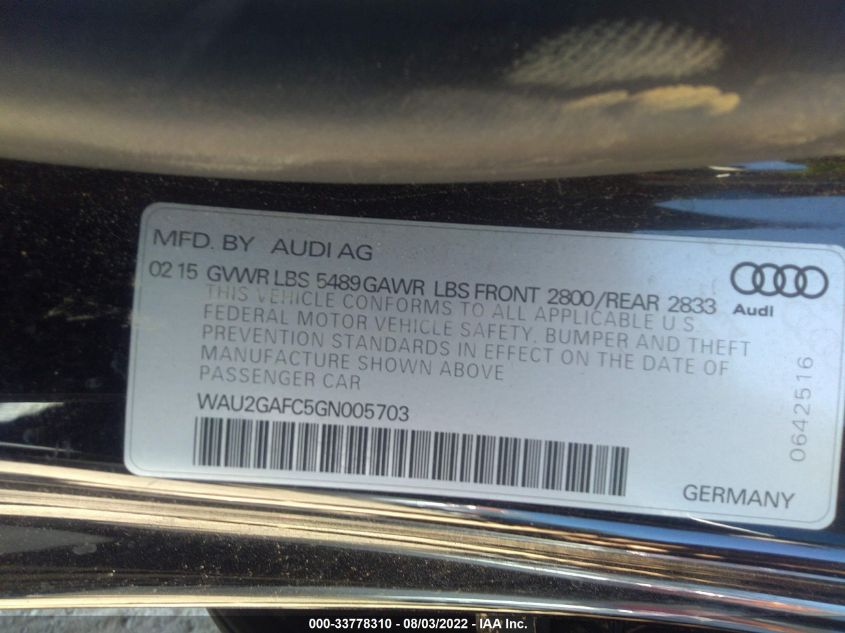 MFD. BY AUDI AG
02 15 GVWR LBS 5489 GAWR LBS FRONT 2800/REAR 2833
THIS VEHICLE CONFORMS TO ALL APPLICABLE U.S.
FEDERAL MOTOR VEHICLE SAFETY, BUMPER AND THEFT
PREVENTION STANDARDS IN EFFECT ON THE DATE OF
MANUFACTURE SHOWN ABOVE
PASSENGER CAR
WAU2GAFC5GN005703
Audi
0642516
GERMANY
000-33778310 - 08/03/2022 - IAA Inc.